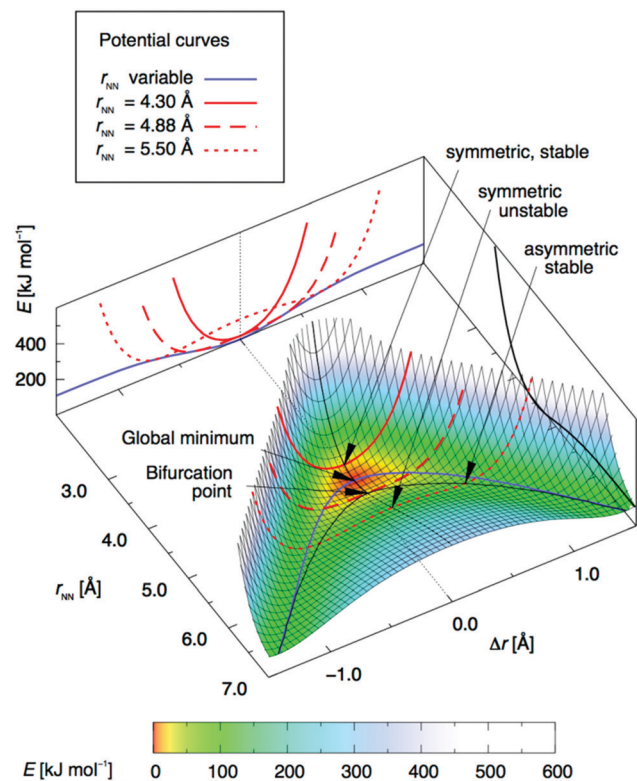 Potential curves
r_NN variable
r_NN = 4.30 Å
r_NN = 4.88 Å
r_NN = 5.50 Å
symmetric, stable
symmetric
unstable
asymmetric
stable
E [kJ mol⁻¹]
400
200
Global minimum
Bifurcation
point
3.0
4.0
5.0
6.0
7.0
r_NN [Å]
−1.0
0.0
1.0
Δr [Å]
E [kJ mol⁻¹]
0 100 200 300 400 500 600